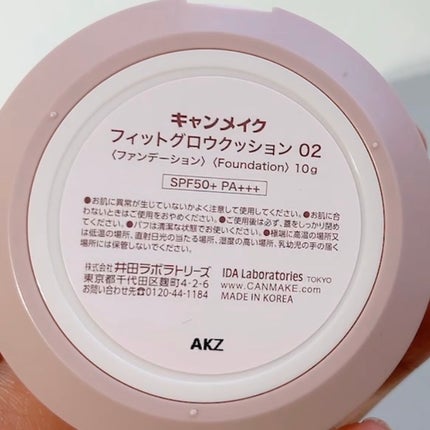 キャンメイク
フィットグロウクッション 02
〈ファンデーション〉〈Foundation〉10g
SPF50+ PA+++
●お肌に異常が生じていないかよく注意して使用してください。●お肌に合
わないときはご使用をおやめください。●ご使用後は必ず、蓋をしっかり閉め
てください。●パフは清潔な状態でお使いください。●極端に高温の場所又
は低温の場所、直射日光の当たる場所、湿度の高い場所、乳幼児の手の届く
場所には保管しないでください。
株式会社 井田ラボラトリーズ
東京都千代田区麹町4-2-6
お問い合わせ先☎0120-44-1184
IDA Laboratories TOKYO
www.CANMAKE.com
MADE IN KOREA
AKZ